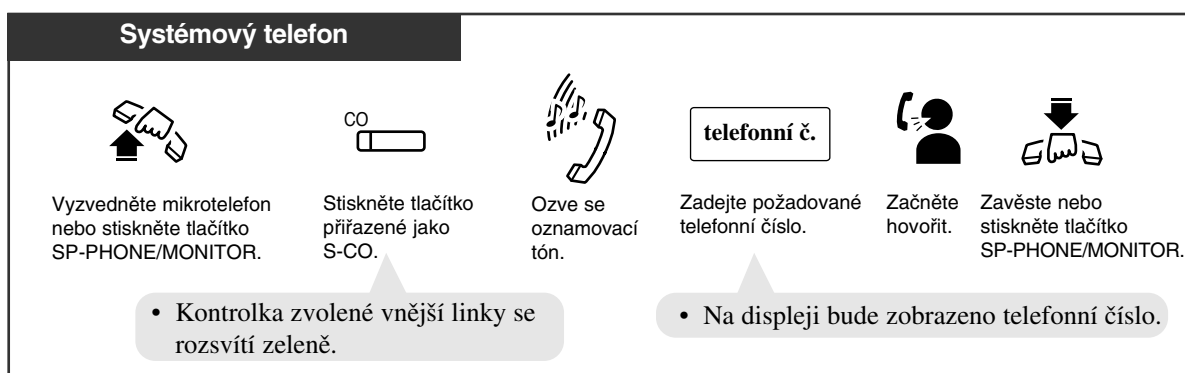 Systémový telefon
CO
telefonní č.
Vyzvedněte mikrotelefon
nebo stiskněte tlačítko
SP-PHONE/MONITOR.
Stiskněte tlačítko
přiřazené jako
S-CO.
Ozve se
oznamovací
tón.
Zadejte požadované
telefonní číslo.
Začněte
hovořit.
Zavěste nebo
stiskněte tlačítko
SP-PHONE/MONITOR.
• Kontrolka zvolené vnější linky se
rozsvítí zeleně.
• Na displeji bude zobrazeno telefonní číslo.